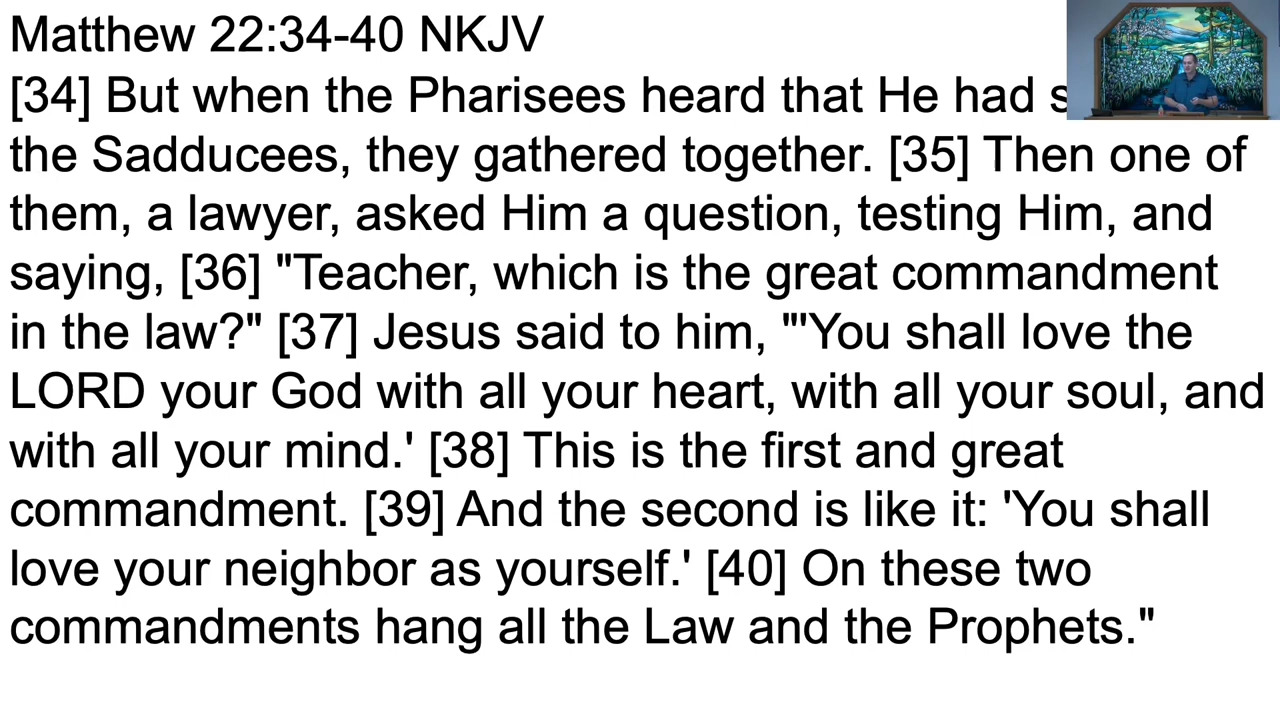 Matthew 22:34-40 NKJV
[34] But when the Pharisees heard that He had
the Sadducees, they gathered together. [35] Then one of
them, a lawyer, asked Him a question, testing Him, and
saying, [36] "Teacher, which is the great commandment
in the law?" [37] Jesus said to him, "'You shall love the
LORD your God with all your heart, with all your soul, and
with all your mind.' [38] This is the first and great
commandment. [39] And the second is like it: 'You shall
love your neighbor as yourself.' [40] On these two
commandments hang all the Law and the Prophets."